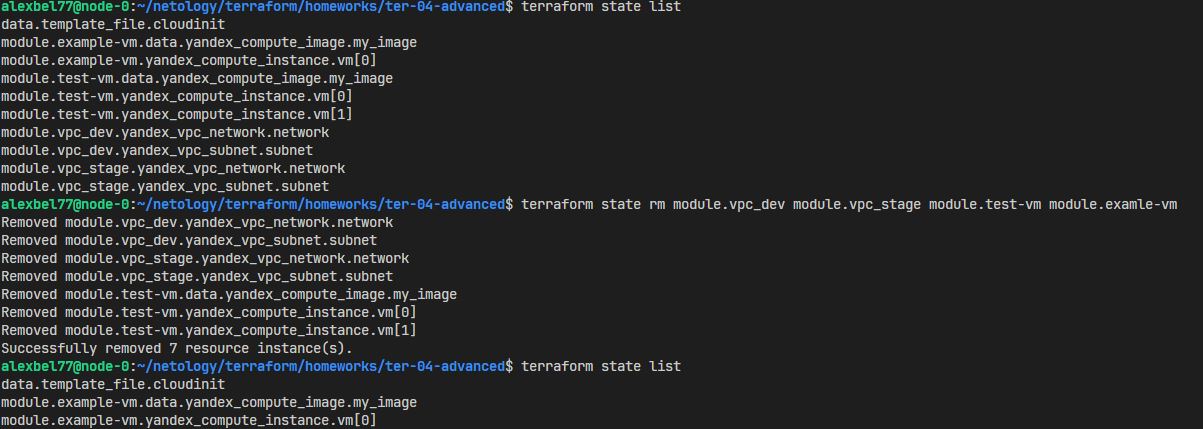 alexbel77@node-0:~/netology/terraform/homeworks/ter-04-advanced$ terraform state list
data.template_file.cloudinit
module.example-vm.data.yandex_compute_image.my_image
module.example-vm.yandex_compute_instance.vm[0]
module.test-vm.data.yandex_compute_image.my_image
module.test-vm.yandex_compute_instance.vm[0]
module.test-vm.yandex_compute_instance.vm[1]
module.vpc_dev.yandex_vpc_network.network
module.vpc_dev.yandex_vpc_subnet.subnet
module.vpc_stage.yandex_vpc_network.network
module.vpc_stage.yandex_vpc_subnet.subnet
alexbel77@node-0:~/netology/terraform/homeworks/ter-04-advanced$ terraform state rm module.vpc_dev module.vpc_stage module.test-vm module.examle-vm
Removed module.vpc_dev.yandex_vpc_network.network
Removed module.vpc_dev.yandex_vpc_subnet.subnet
Removed module.vpc_stage.yandex_vpc_network.network
Removed module.vpc_stage.yandex_vpc_subnet.subnet
Removed module.test-vm.data.yandex_compute_image.my_image
Removed module.test-vm.yandex_compute_instance.vm[0]
Removed module.test-vm.yandex_compute_instance.vm[1]
Successfully removed 7 resource instance(s).
alexbel77@node-0:~/netology/terraform/homeworks/ter-04-advanced$ terraform state list
data.template_file.cloudinit
module.example-vm.data.yandex_compute_image.my_image
module.example-vm.yandex_compute_instance.vm[0]